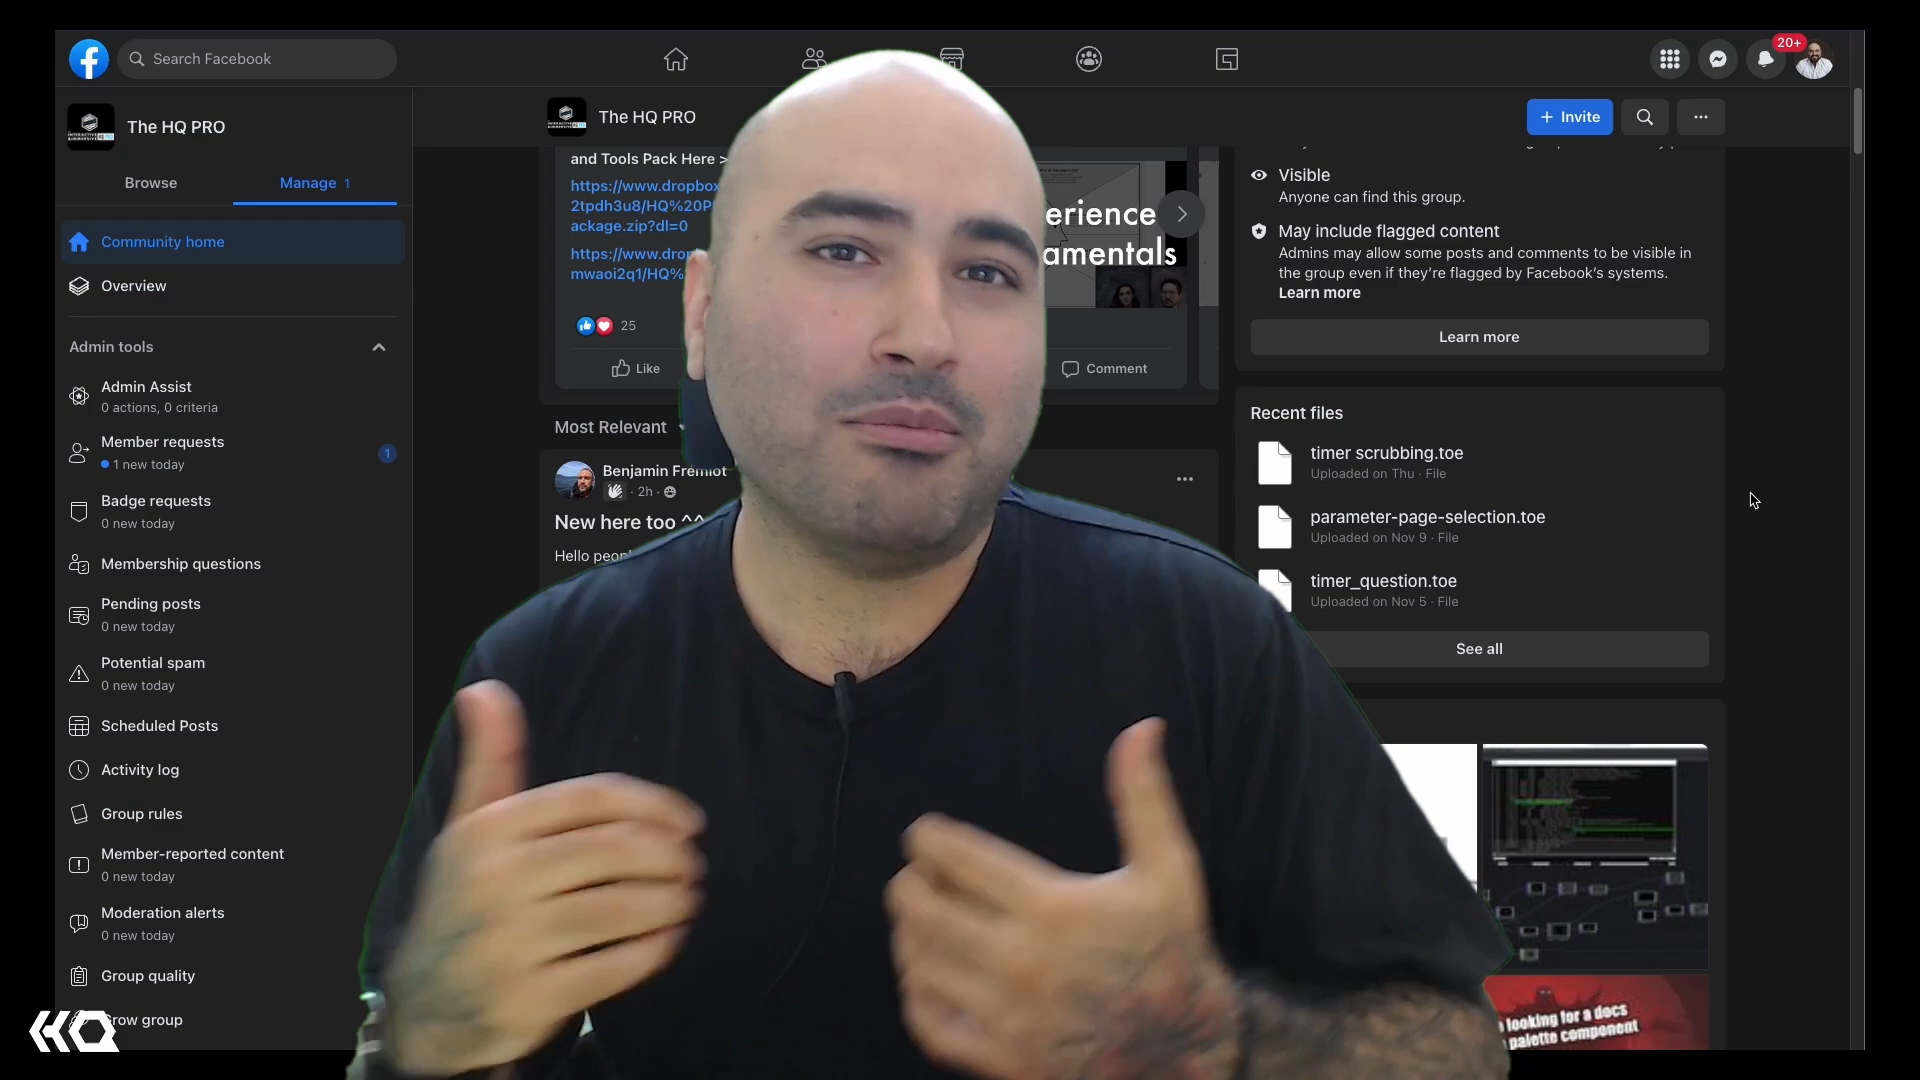 Search Facebook
20+
The HQ PRO
Browse
Manage 1
Community home
Overview
Admin tools
Admin Assist
0 actions, 0 criteria
Member requests
1 new today
1
Badge requests
0 new today
Membership questions
Pending posts
0 new today
Potential spam
0 new today
Scheduled Posts
Activity log
Group rules
Member-reported content
0 new today
Moderation alerts
0 new today
Group quality
row group
HQ
The HQ PRO
+ Invite
and Tools Pack Here >
https://www.dropbox
2tpdh3u8/HQ%20P
ackage.zip?dl=0
https://www.dro
mwaoi2q1/HQ%
erience
amentals
25
Like
Comment
Most Relevant
Benjamin Frémiot
2h
New here too ^^
Hello peop
Visible
Anyone can find this group.
May include flagged content
Admins may allow some posts and comments to be visible in
the group even if they're flagged by Facebook's systems.
Learn more
Learn more
Recent files
timer scrubbing.toe
Uploaded on Thu · File
parameter-page-selection.toe
Uploaded on Nov 9 · File
timer_question.toe
Uploaded on Nov 5 · File
See all
looking for a docs
palette component